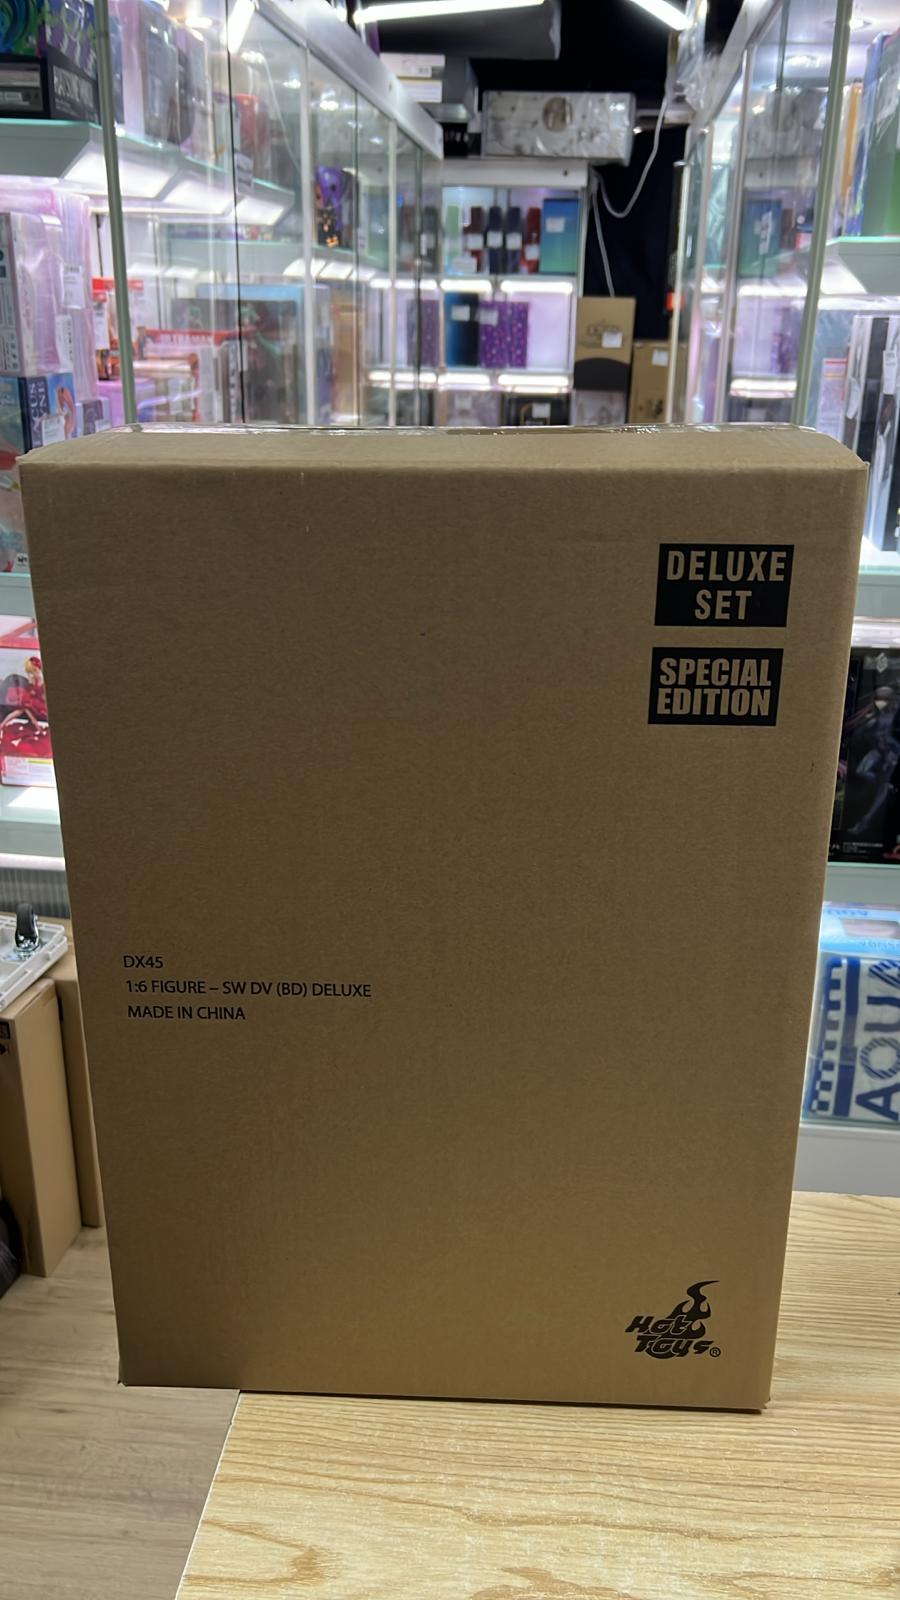 DELUXE
SET
SPECIAL
EDITION
DX45
1:6 FIGURE – SW DV (BD) DELUXE
MADE IN CHINA
Hot
Toys®